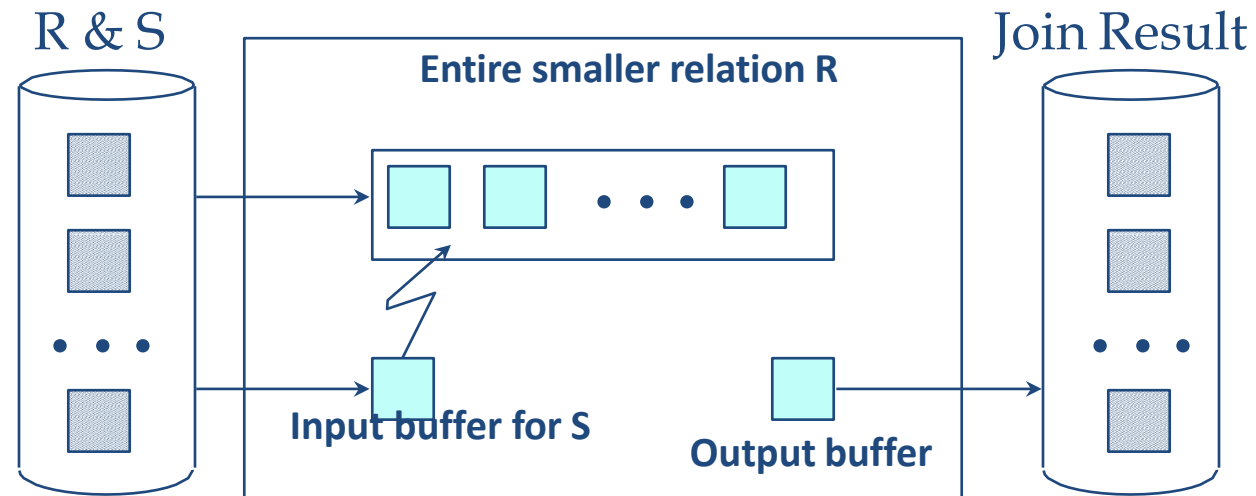 R & S
Join Result
Entire smaller relation R
Input buffer for S
Output buffer